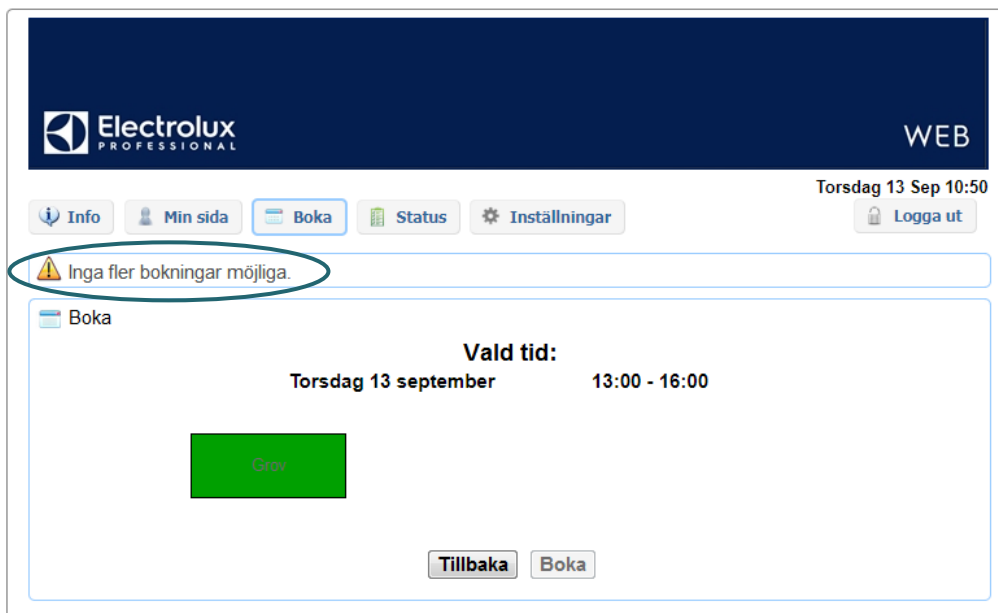 Electrolux
PROFESSIONAL
WEB
Torsdag 13 Sep 10:50
Info Min sida Boka Status Inställningar Logga ut
Inga fler bokningar möjliga.
Boka
Vald tid:
Torsdag 13 september 13:00 - 16:00
Grov
Tillbaka Boka